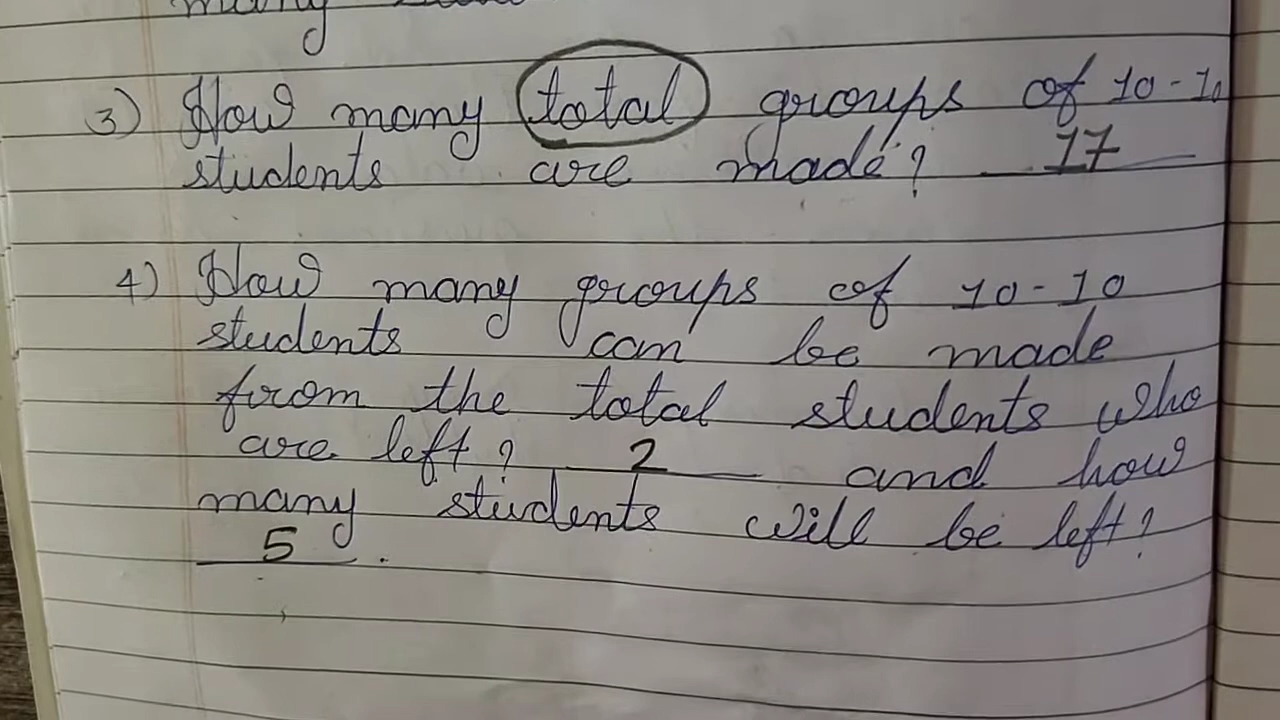 many
3) How many total groups of 10-10
students are made? 17
4) How many groups of 10-10
students can be made
from the total students who
are left? 2 and how
many students will be left?
5.